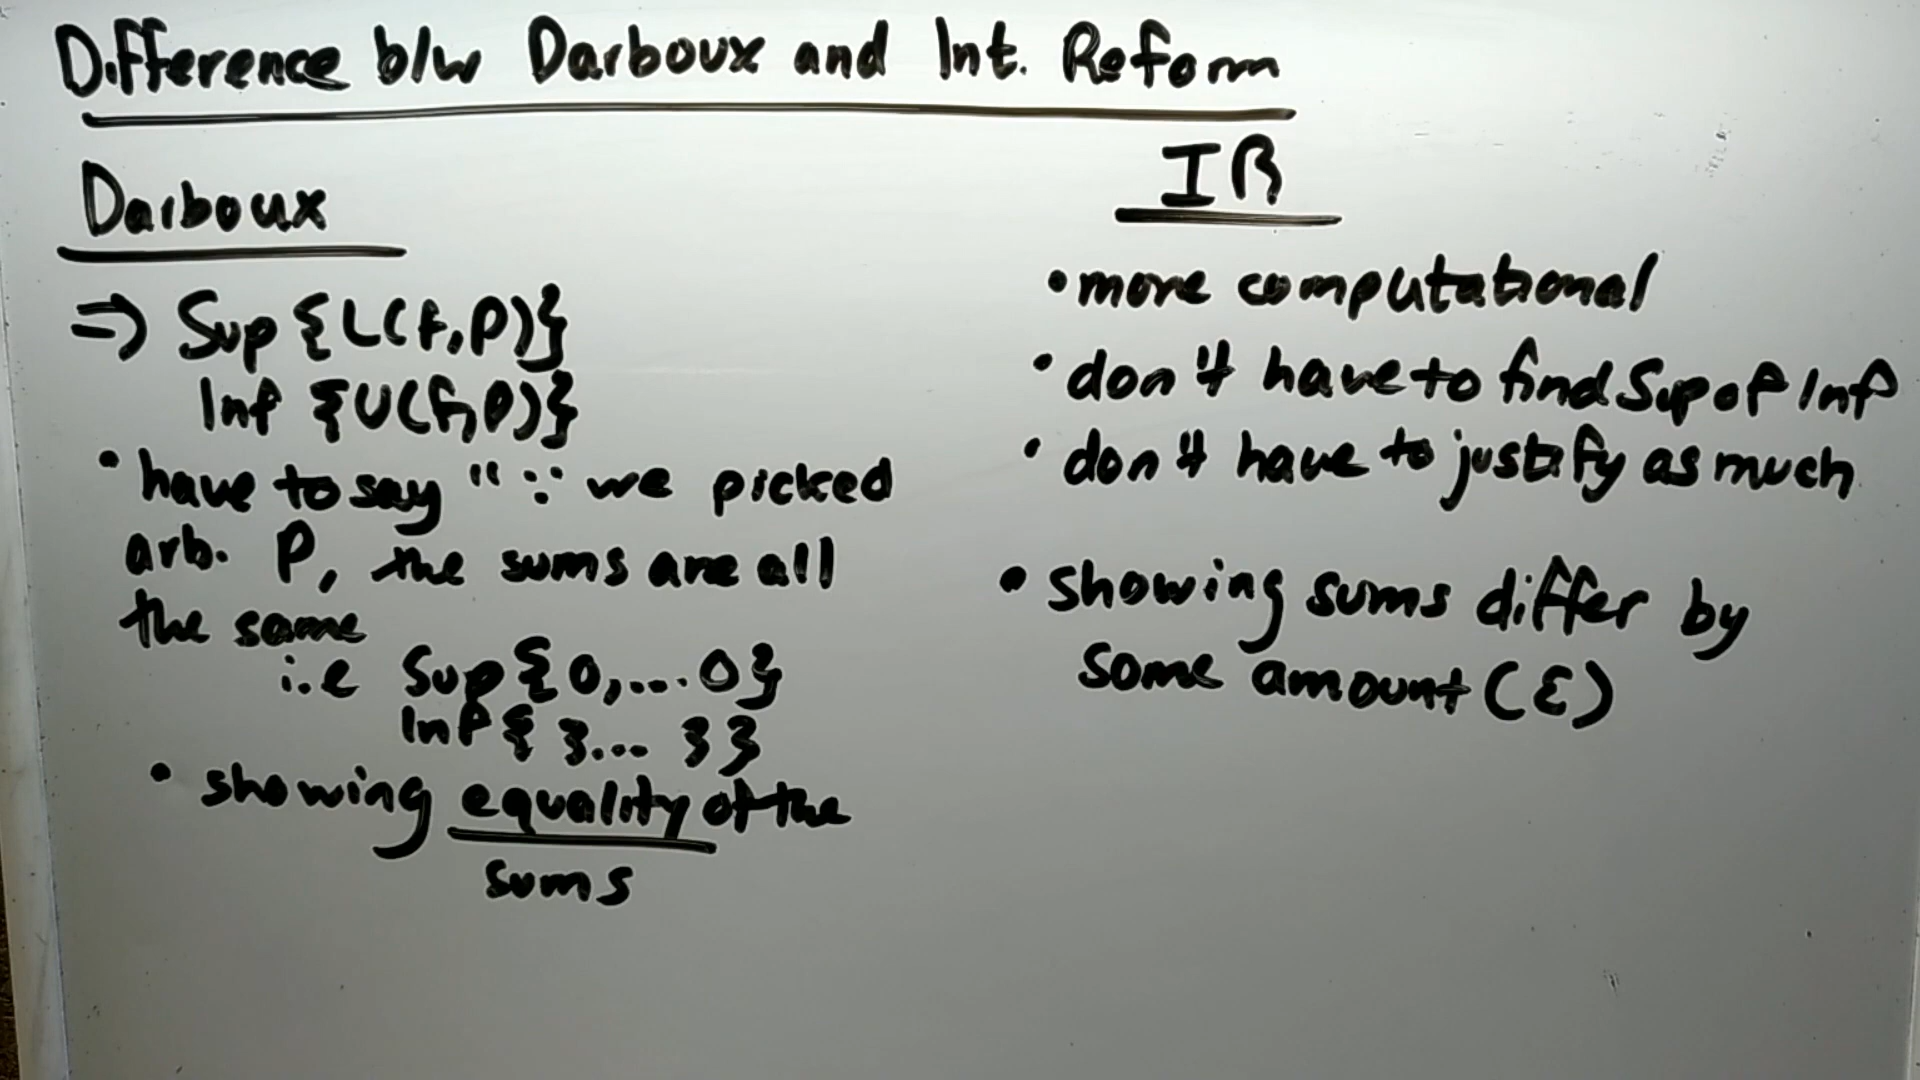 Difference b/w Darboux and Int. Reform
Darboux
⇒ Sup {L(f,P)}
Inf {U(f,P)}
• have to say "∵ we picked
arb. P, the sums are all
the same
i.e Sup{0,....0}
Inf{3... 3}
• showing equality of the
sums
IR
• more computational
• don't have to find Sup of Inf
• don't have to justify as much
• showing sums differ by
some amount (ε)